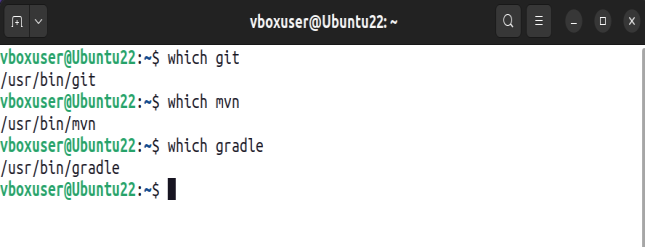 vboxuser@Ubuntu22: ~
vboxuser@Ubuntu22:~$ which git
/usr/bin/git
vboxuser@Ubuntu22:~$ which mvn
/usr/bin/mvn
vboxuser@Ubuntu22:~$ which gradle
/usr/bin/gradle
vboxuser@Ubuntu22:~$